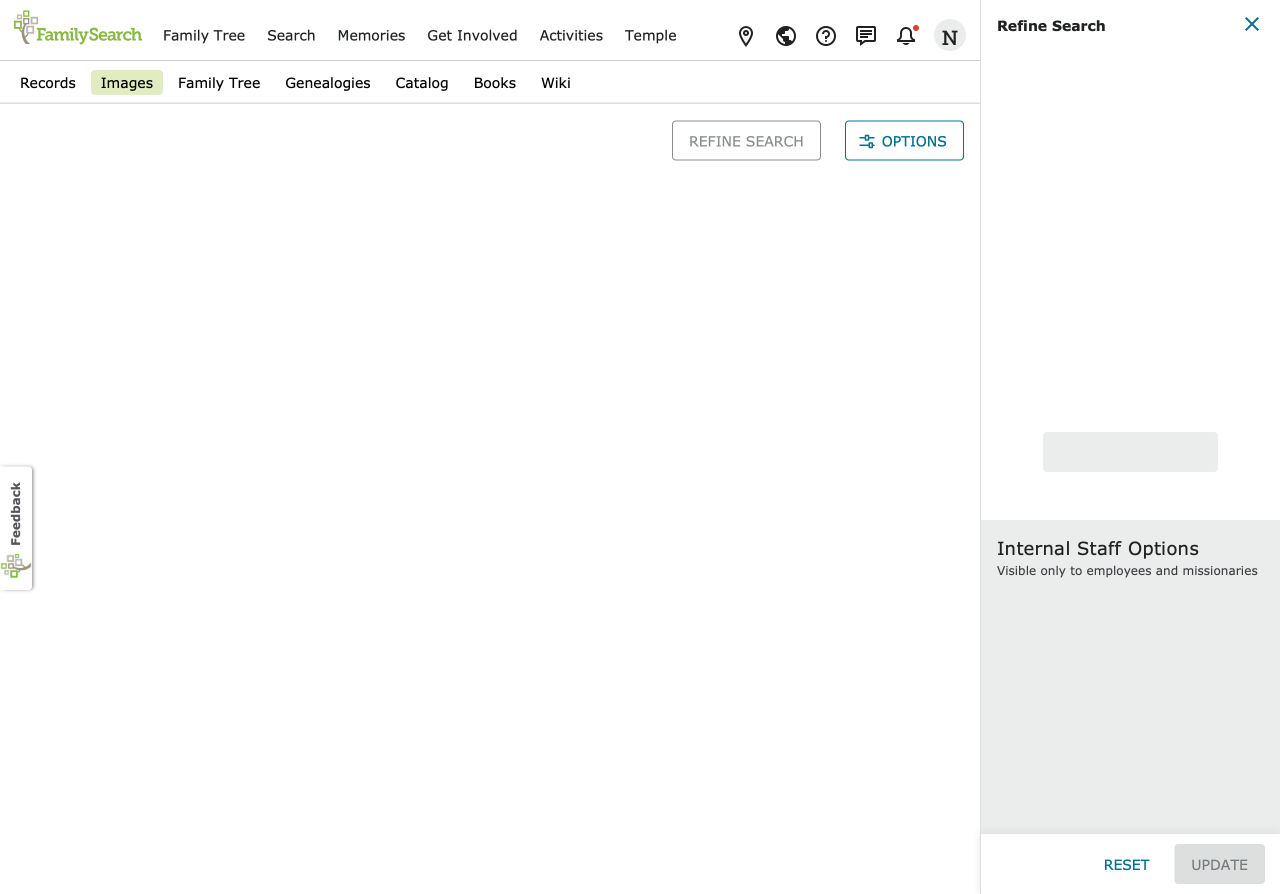 FamilySearch
Family Tree Search Memories Get Involved Activities Temple
N
Records Images Family Tree Genealogies Catalog Books Wiki
REFINE SEARCH OPTIONS
Feedback
Refine Search
Internal Staff Options
Visible only to employees and missionaries
RESET UPDATE